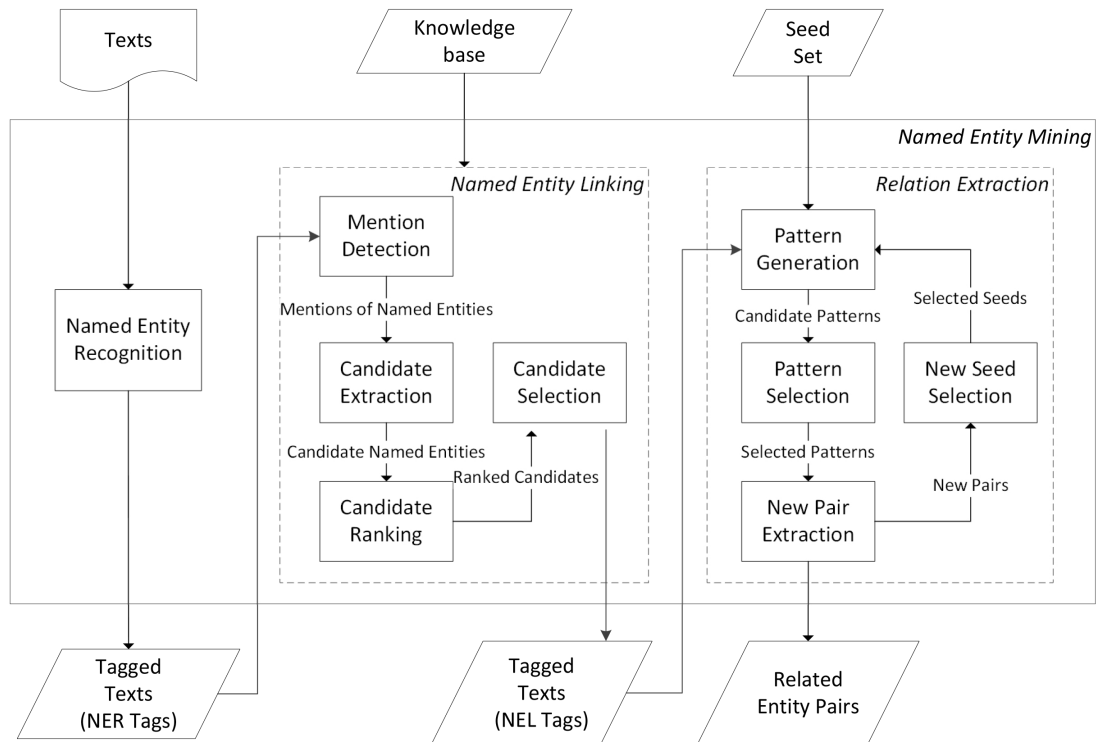 Texts
Knowledge
base
Seed
Set
Named Entity Mining
Named Entity Linking
Relation Extraction
Mention
Detection
Pattern
Generation
Mentions of Named Entities
Candidate Patterns
Selected Seeds
Named Entity
Recognition
Candidate
Extraction
Candidate
Selection
Pattern
Selection
New Seed
Selection
Candidate Named Entities
Ranked Candidates
Selected Patterns
New Pairs
Candidate
Ranking
New Pair
Extraction
Tagged
Texts
(NER Tags)
Tagged
Texts
(NEL Tags)
Related
Entity Pairs